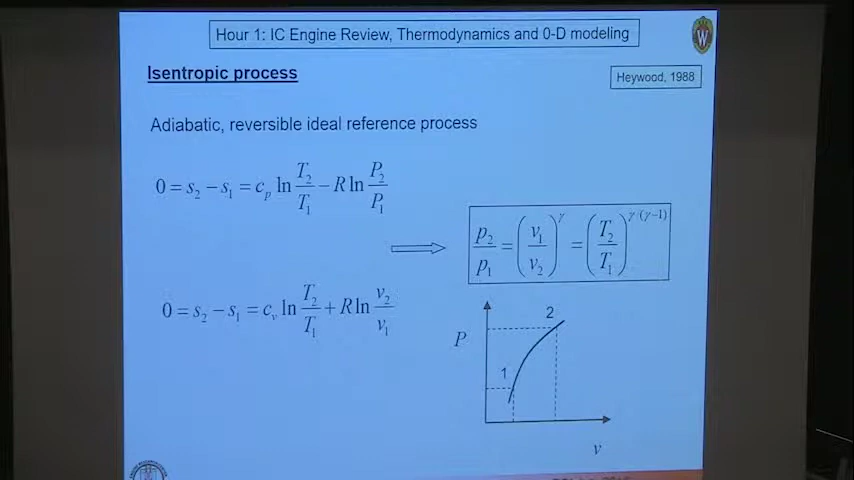 Hour 1: IC Engine Review, Thermodynamics and 0-D modeling
W
Isentropic process
Heywood, 1988
Adiabatic, reversible ideal reference process
0 = s₂ − s₁ = c_p ln T₂/T₁ − R ln P₂/P₁
p₂/p₁ = (v₁/v₂)^γ = (T₂/T₁)^(γ/(γ−1))
0 = s₂ − s₁ = c_v ln T₂/T₁ + R ln v₂/v₁
2
P
1
v